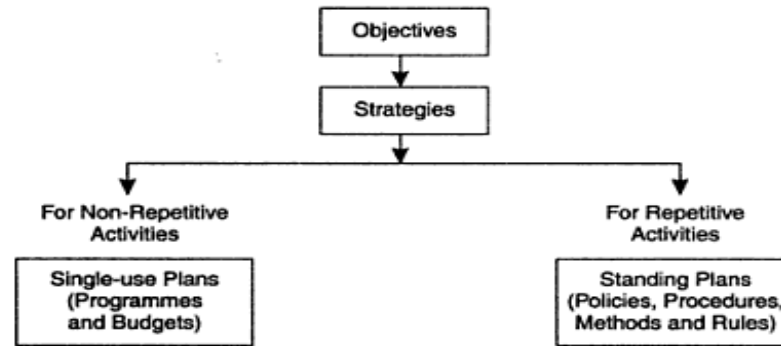 Objectives
Strategies
For Non-Repetitive
Activities
Single-use Plans
(Programmes
and Budgets)
For Repetitive
Activities
Standing Plans
(Policies, Procedures,
Methods and Rules)